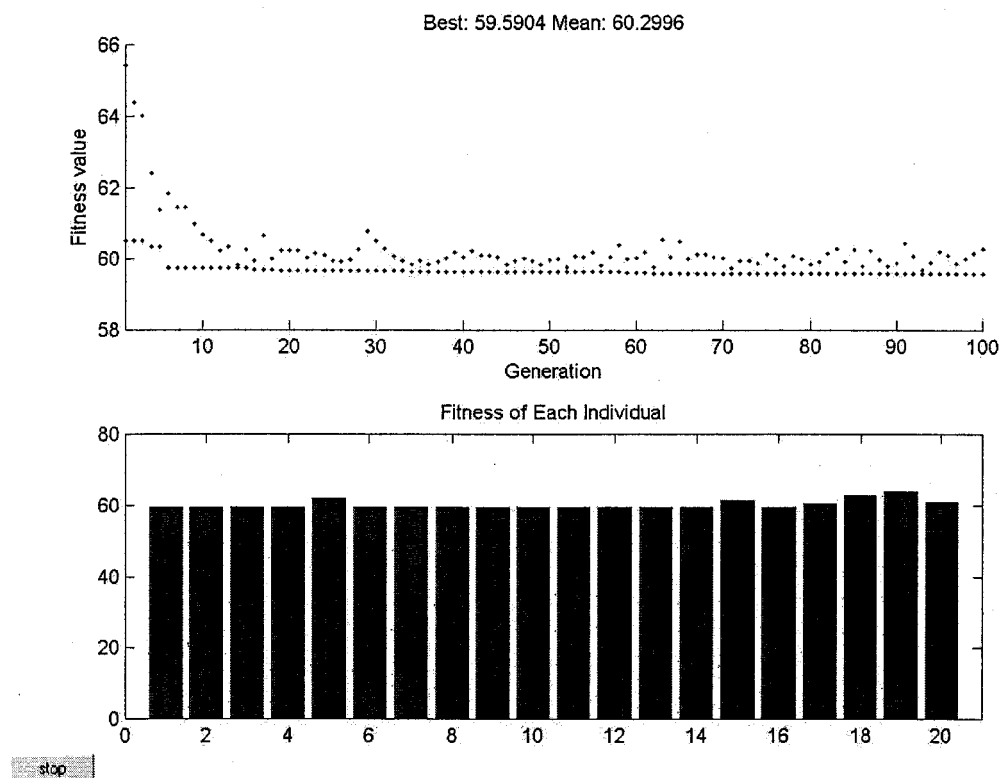 Best: 59.5904 Mean: 60.2996
66
64
62
60
58
Fitness value
10 20 30 40 50 60 70 80 90 100
Generation
Fitness of Each Individual
80
60
40
20
0
0 2 4 6 8 10 12 14 16 18 20
stop